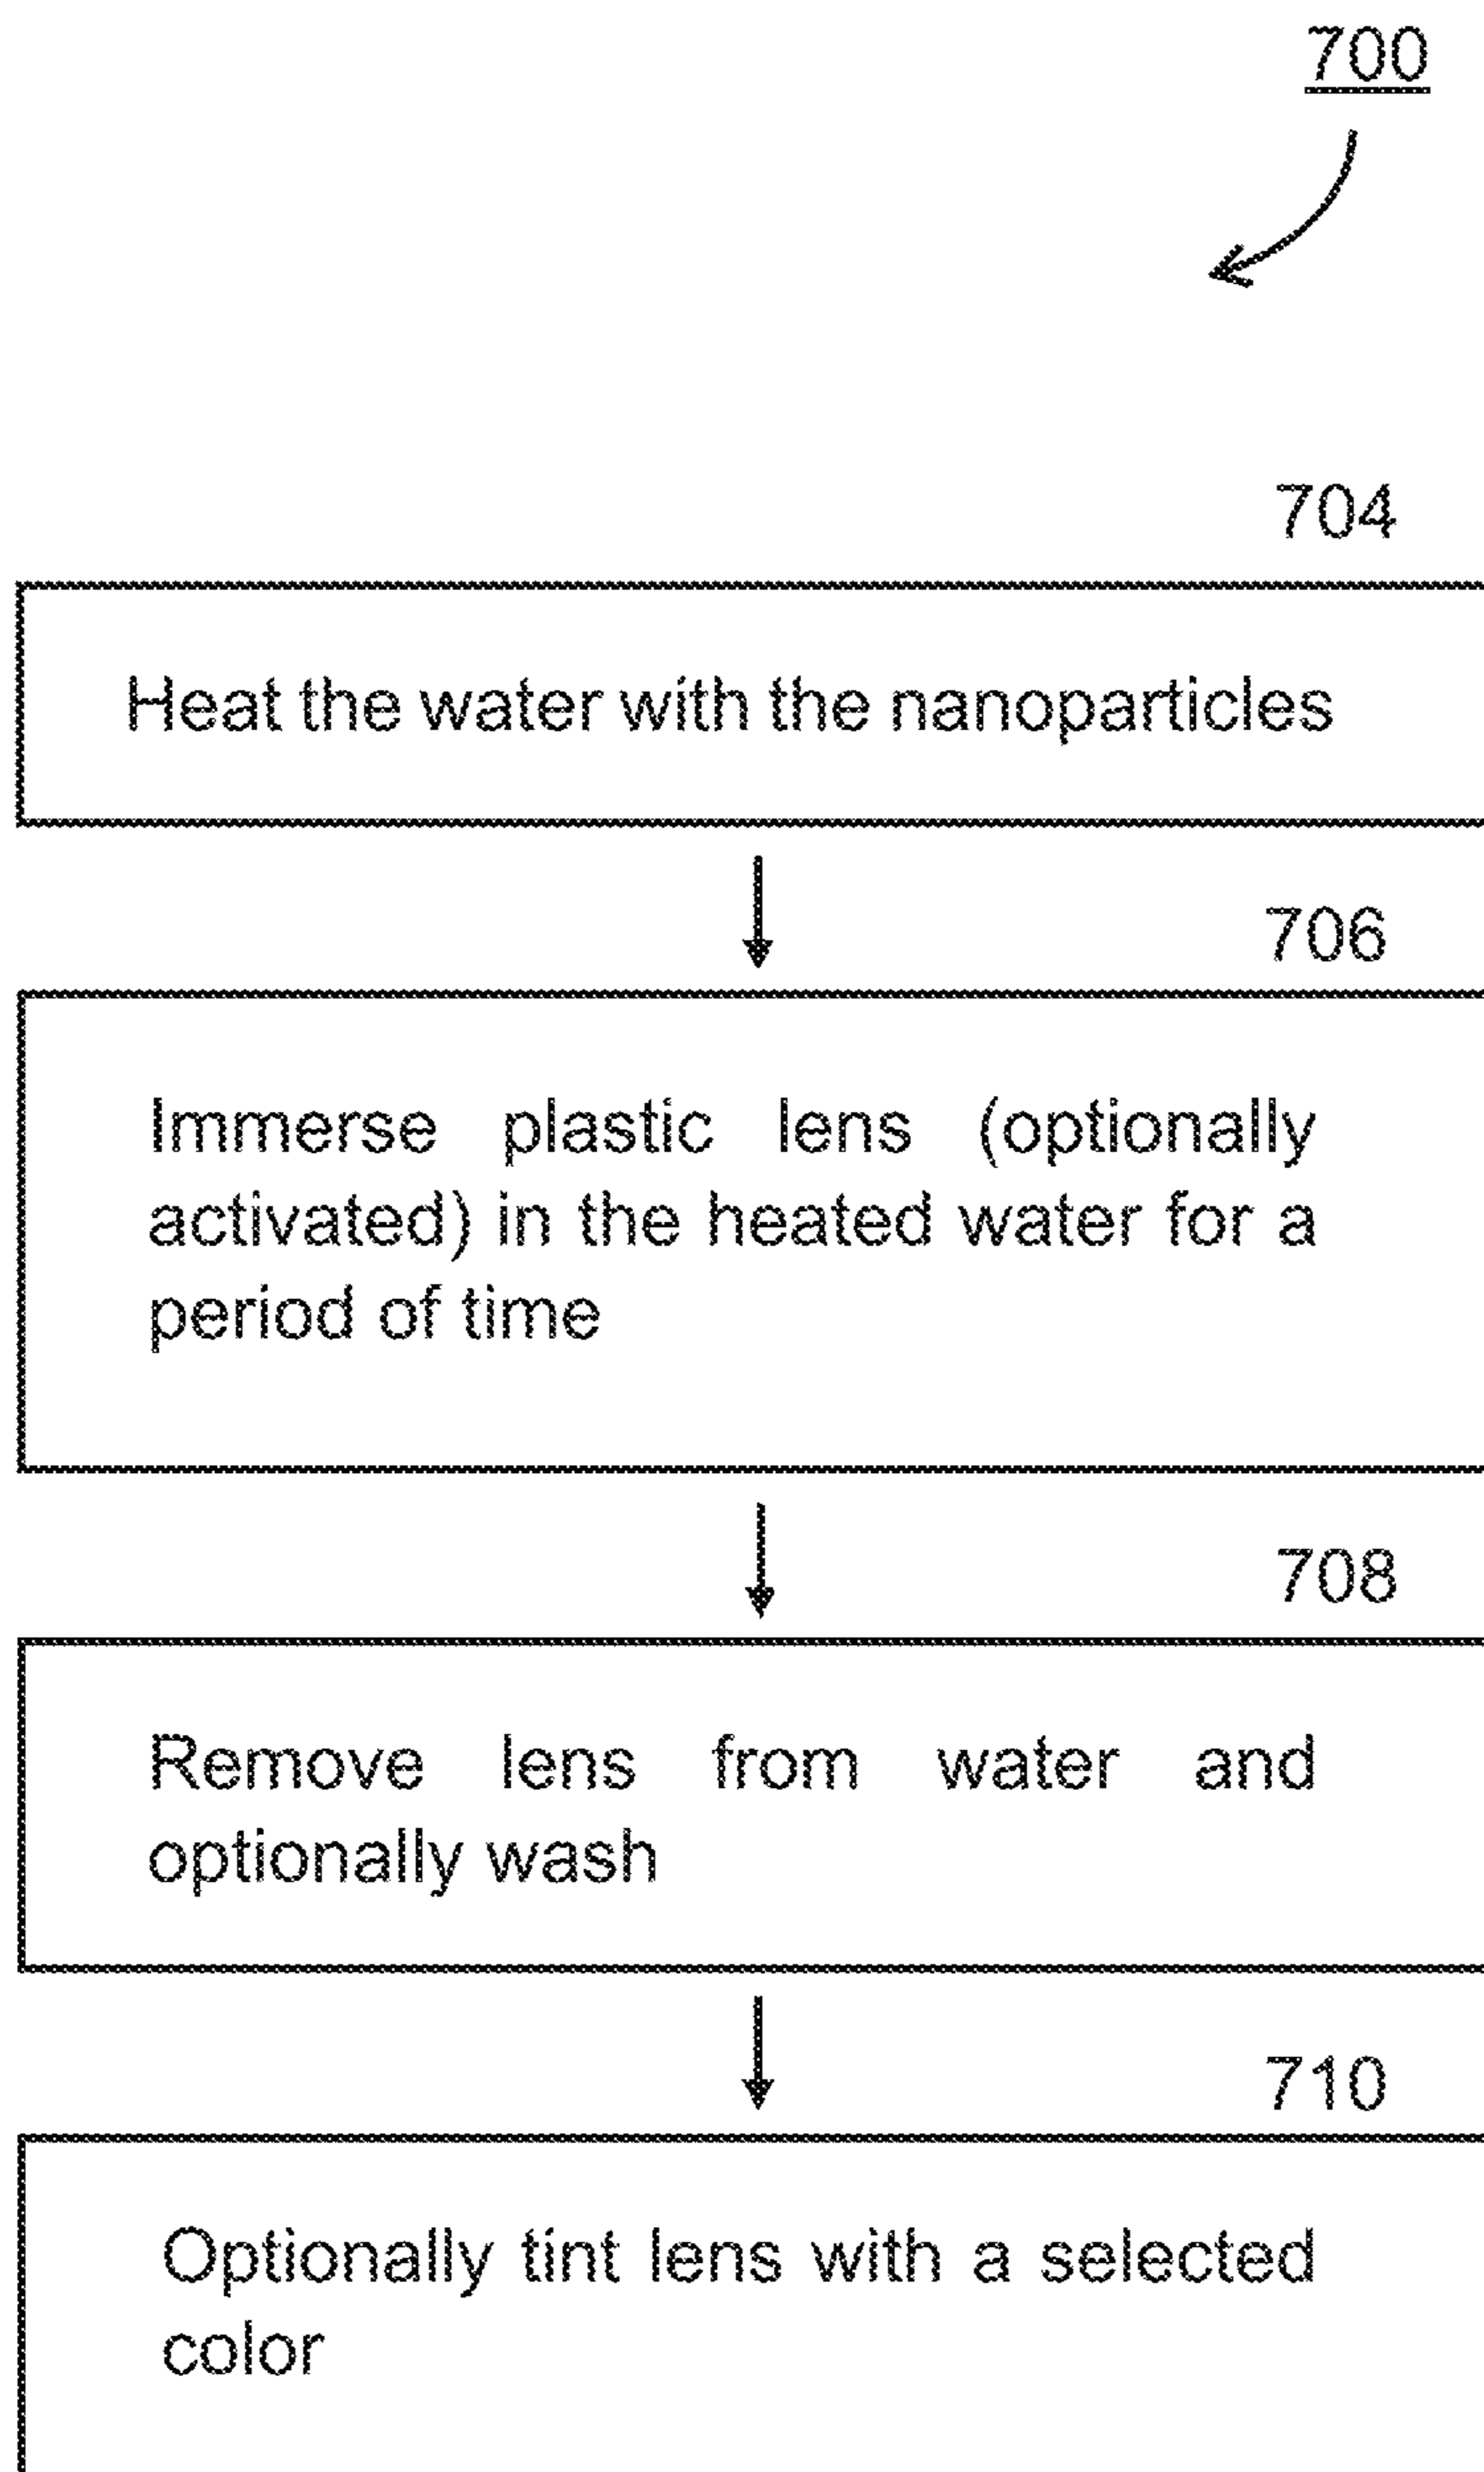 700
704
Heat the water with the nanoparticles
706
Immerse plastic lens (optionally
activated) in the heated water for a
period of time
708
Remove lens from water and
optionally wash
710
Optionally tint lens with a selected
color